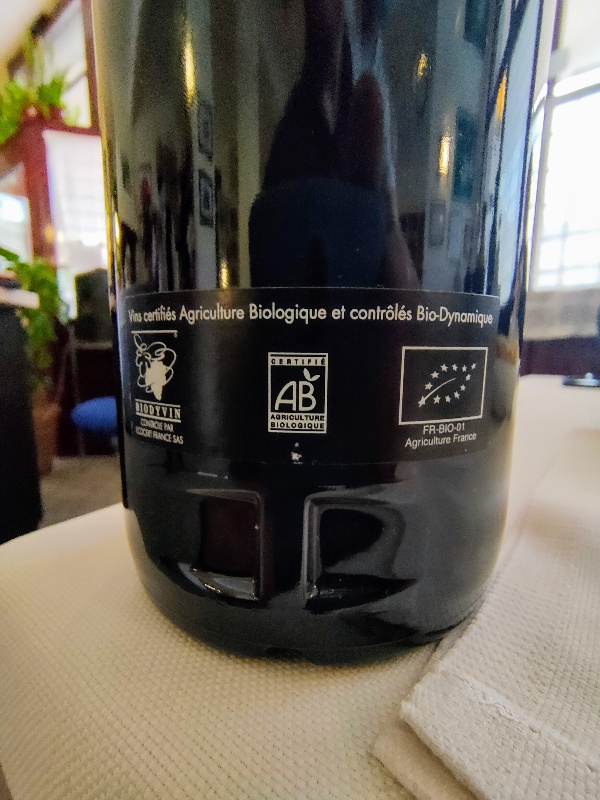 Vins certifiés Agriculture Biologique et contrôlés Bio-Dynamique
BIODYVIN
CONTROLÉ PAR
ECOCERT FRANCE SAS
CERTIFIÉ
AB
AGRICULTURE
BIOLOGIQUE
FR-BIO-01
Agriculture France